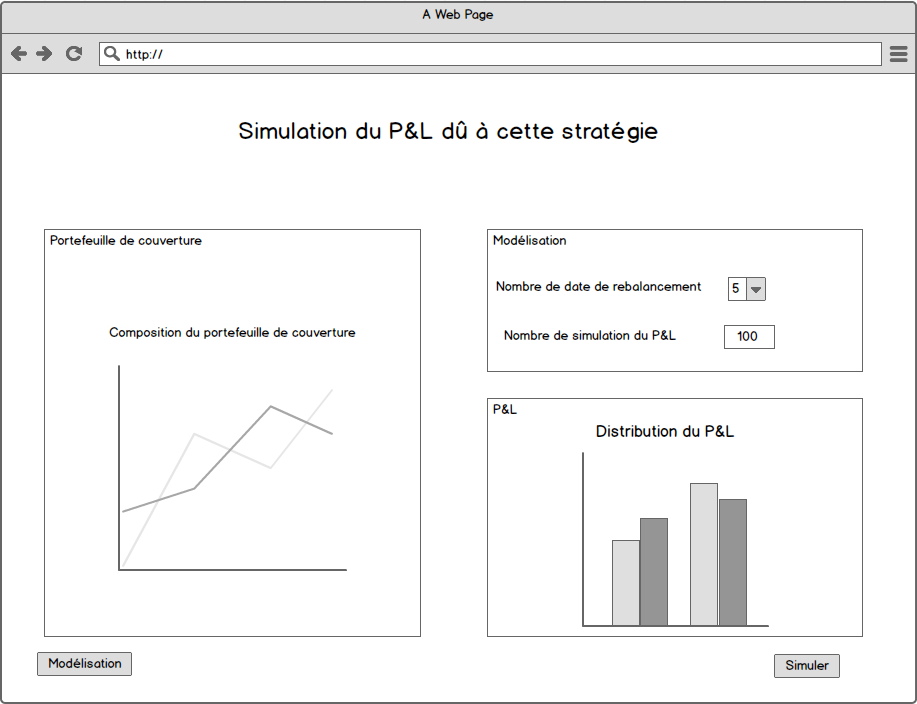 A Web Page
http://
Simulation du P&L dû à cette stratégie
Portefeuille de couverture
Composition du portefeuille de couverture
Modélisation
Nombre de date de rebalancement 5
Nombre de simulation du P&L 100
P&L
Distribution du P&L
Modélisation
Simuler